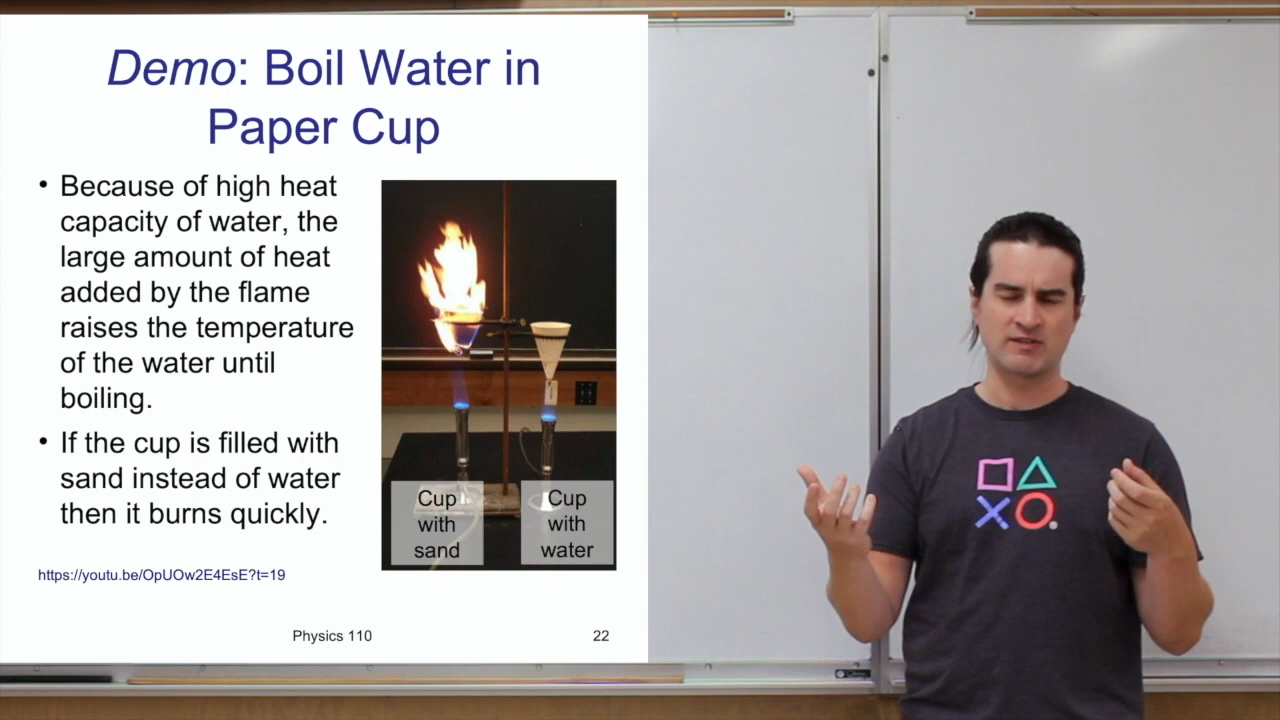 Demo: Boil Water in
Paper Cup
• Because of high heat
capacity of water, the
large amount of heat
added by the flame
raises the temperature
of the water until
boiling.
• If the cup is filled with
sand instead of water
then it burns quickly.
Cup
with
sand
Cup
with
water
https://youtu.be/OpUOw2E4EsE?t=19
Physics 110
22